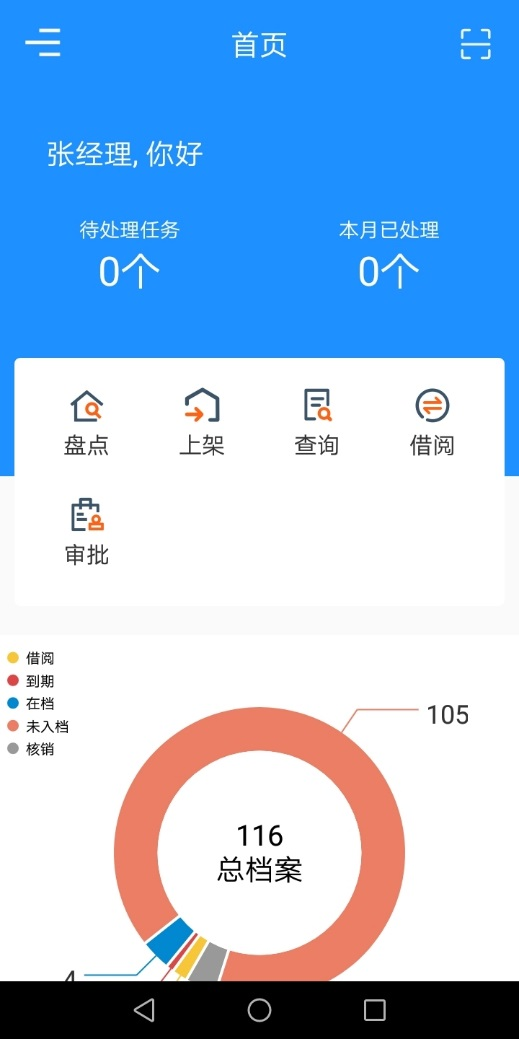 首页
张经理, 你好
待处理任务 本月已处理
0个 0个
盘点 上架 查询 借阅
审批
借阅
到期
在档
未入档
核销
105
116
总档案
4